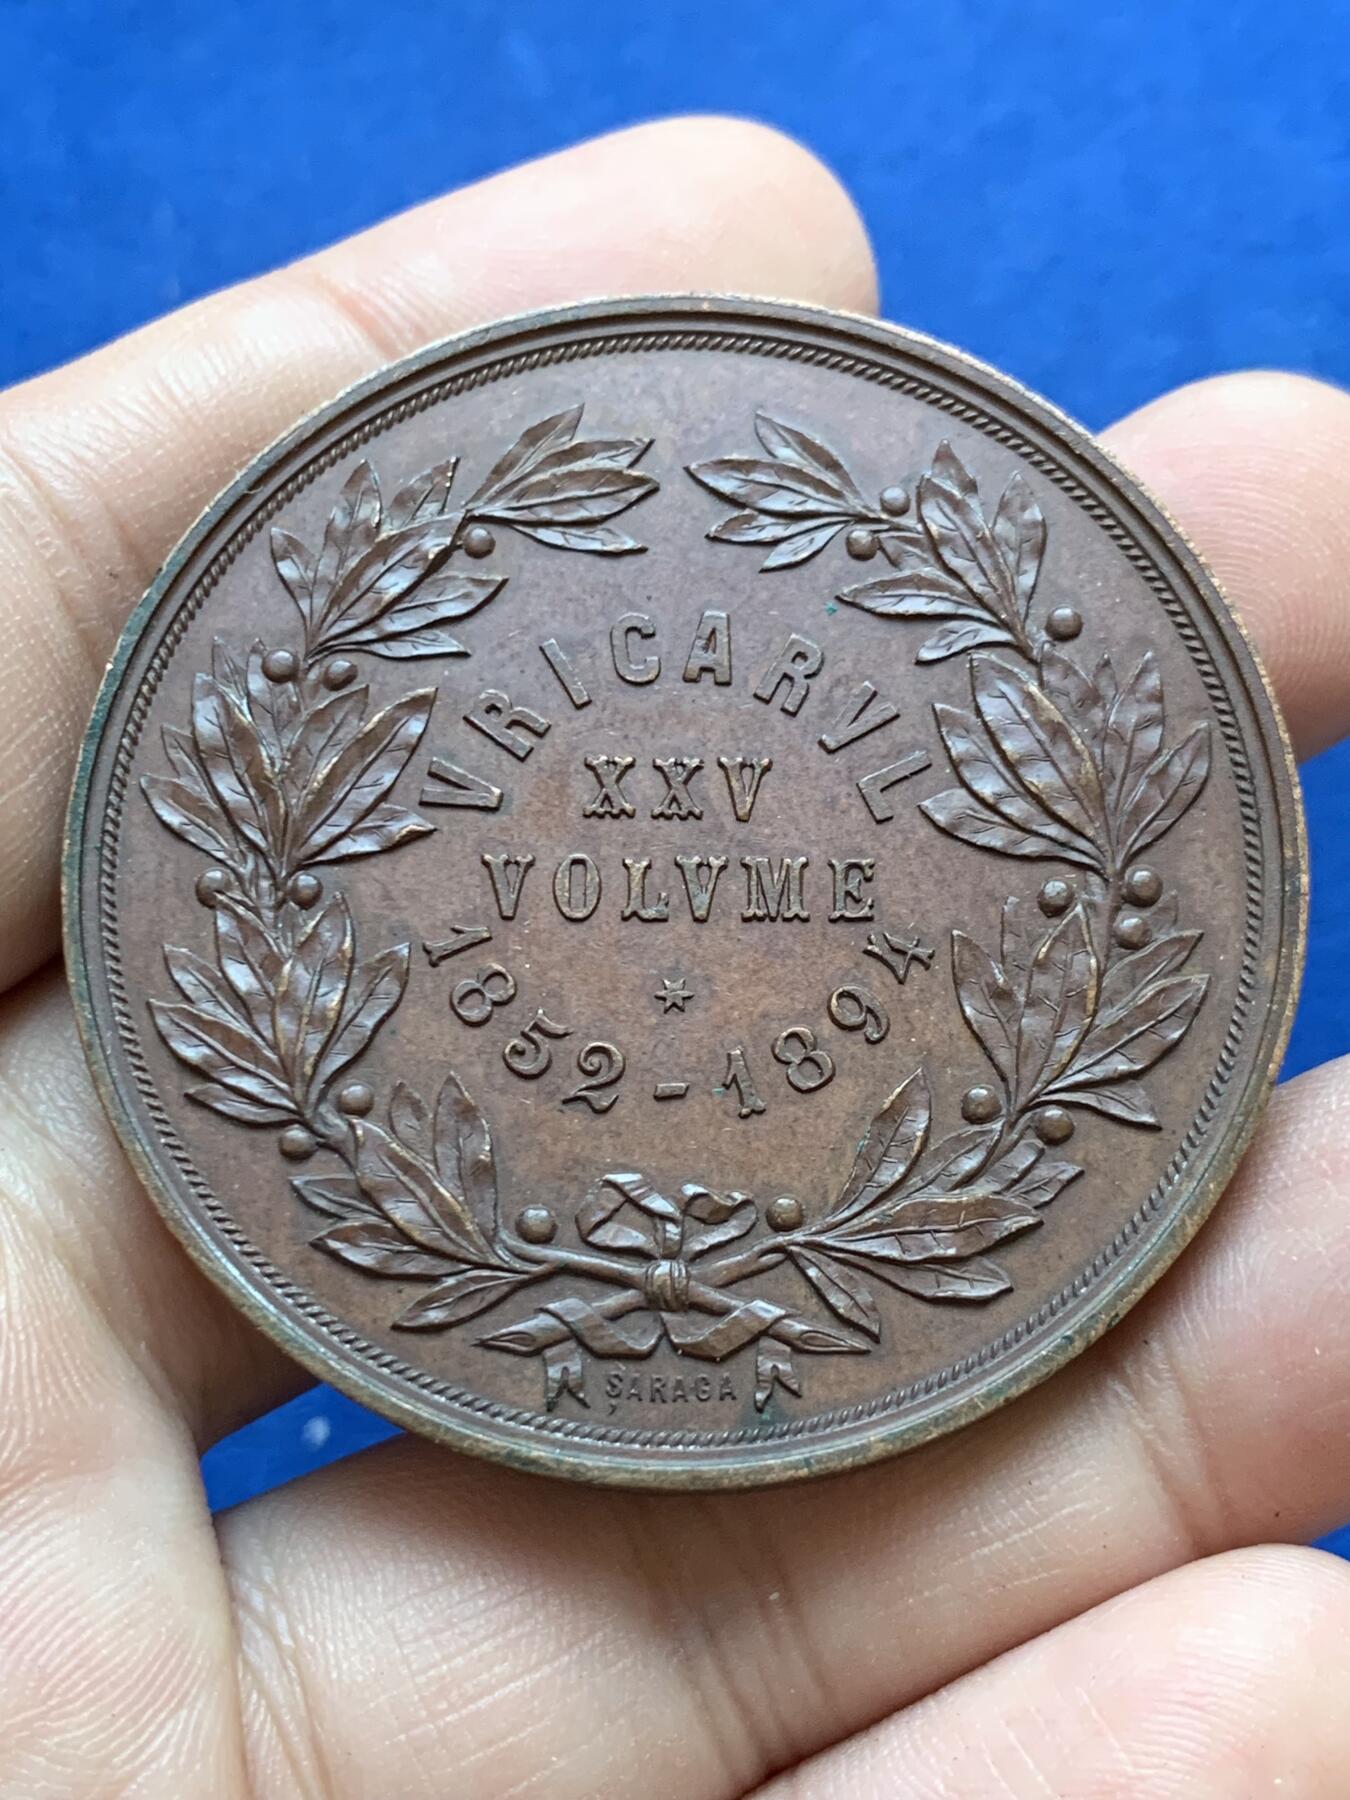 VRICARVL
XXV
VOLVME
1852-1894
ȘARAGA